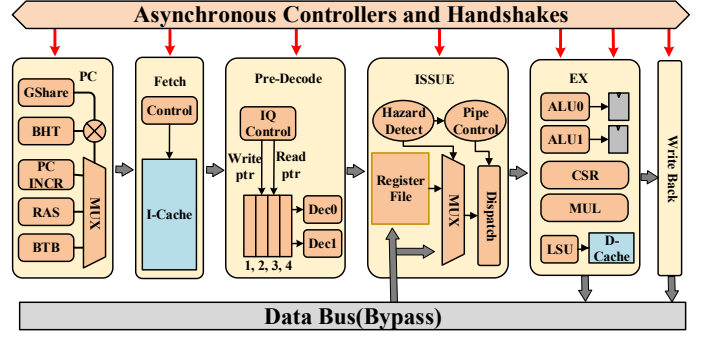 Asynchronous Controllers and Handshakes
PC
GShare
BHT
PC
INCR
RAS
BTB
MUX
Fetch
Control
I-Cache
Pre-Decode
IQ
Control
Write
ptr
Read
ptr
Dec0
Dec1
1, 2, 3, 4
ISSUE
Hazard
Detect
Pipe
Control
Register
File
MUX
Dispatch
EX
ALU0
ALU1
CSR
MUL
LSU
D-
Cache
Write Back
Data Bus(Bypass)